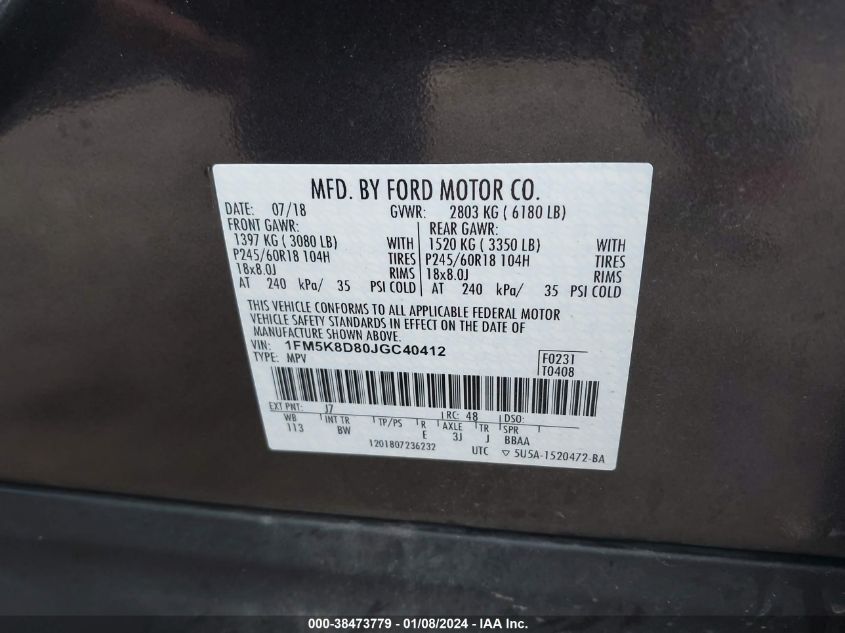 MFD. BY FORD MOTOR CO.
DATE: 07/18 GVWR: 2803 KG ( 6180 LB)
FRONT GAWR: REAR GAWR:
1397 KG ( 3080 LB) WITH 1520 KG ( 3350 LB) WITH
P245/60R18 104H TIRES P245/60R18 104H TIRES
18x8.0J RIMS 18x8.0J RIMS
AT 240 kPa/ 35 PSI COLD AT 240 kPa/ 35 PSI COLD
THIS VEHICLE CONFORMS TO ALL APPLICABLE FEDERAL MOTOR
VEHICLE SAFETY STANDARDS IN EFFECT ON THE DATE OF
MANUFACTURE SHOWN ABOVE.
VIN: 1FM5K8D80JGC40412
TYPE: MPV
F0231
T0408
EXT PNT: J7 RC: 48 DSO:
WB INT TR TP/PS R AXLE TR SPR
113 BW E 3J J BBAA
1201807236232 UTC ▽ 5U5A-1520472-BA
000-38473779 - 01/08/2024 - IAA Inc.